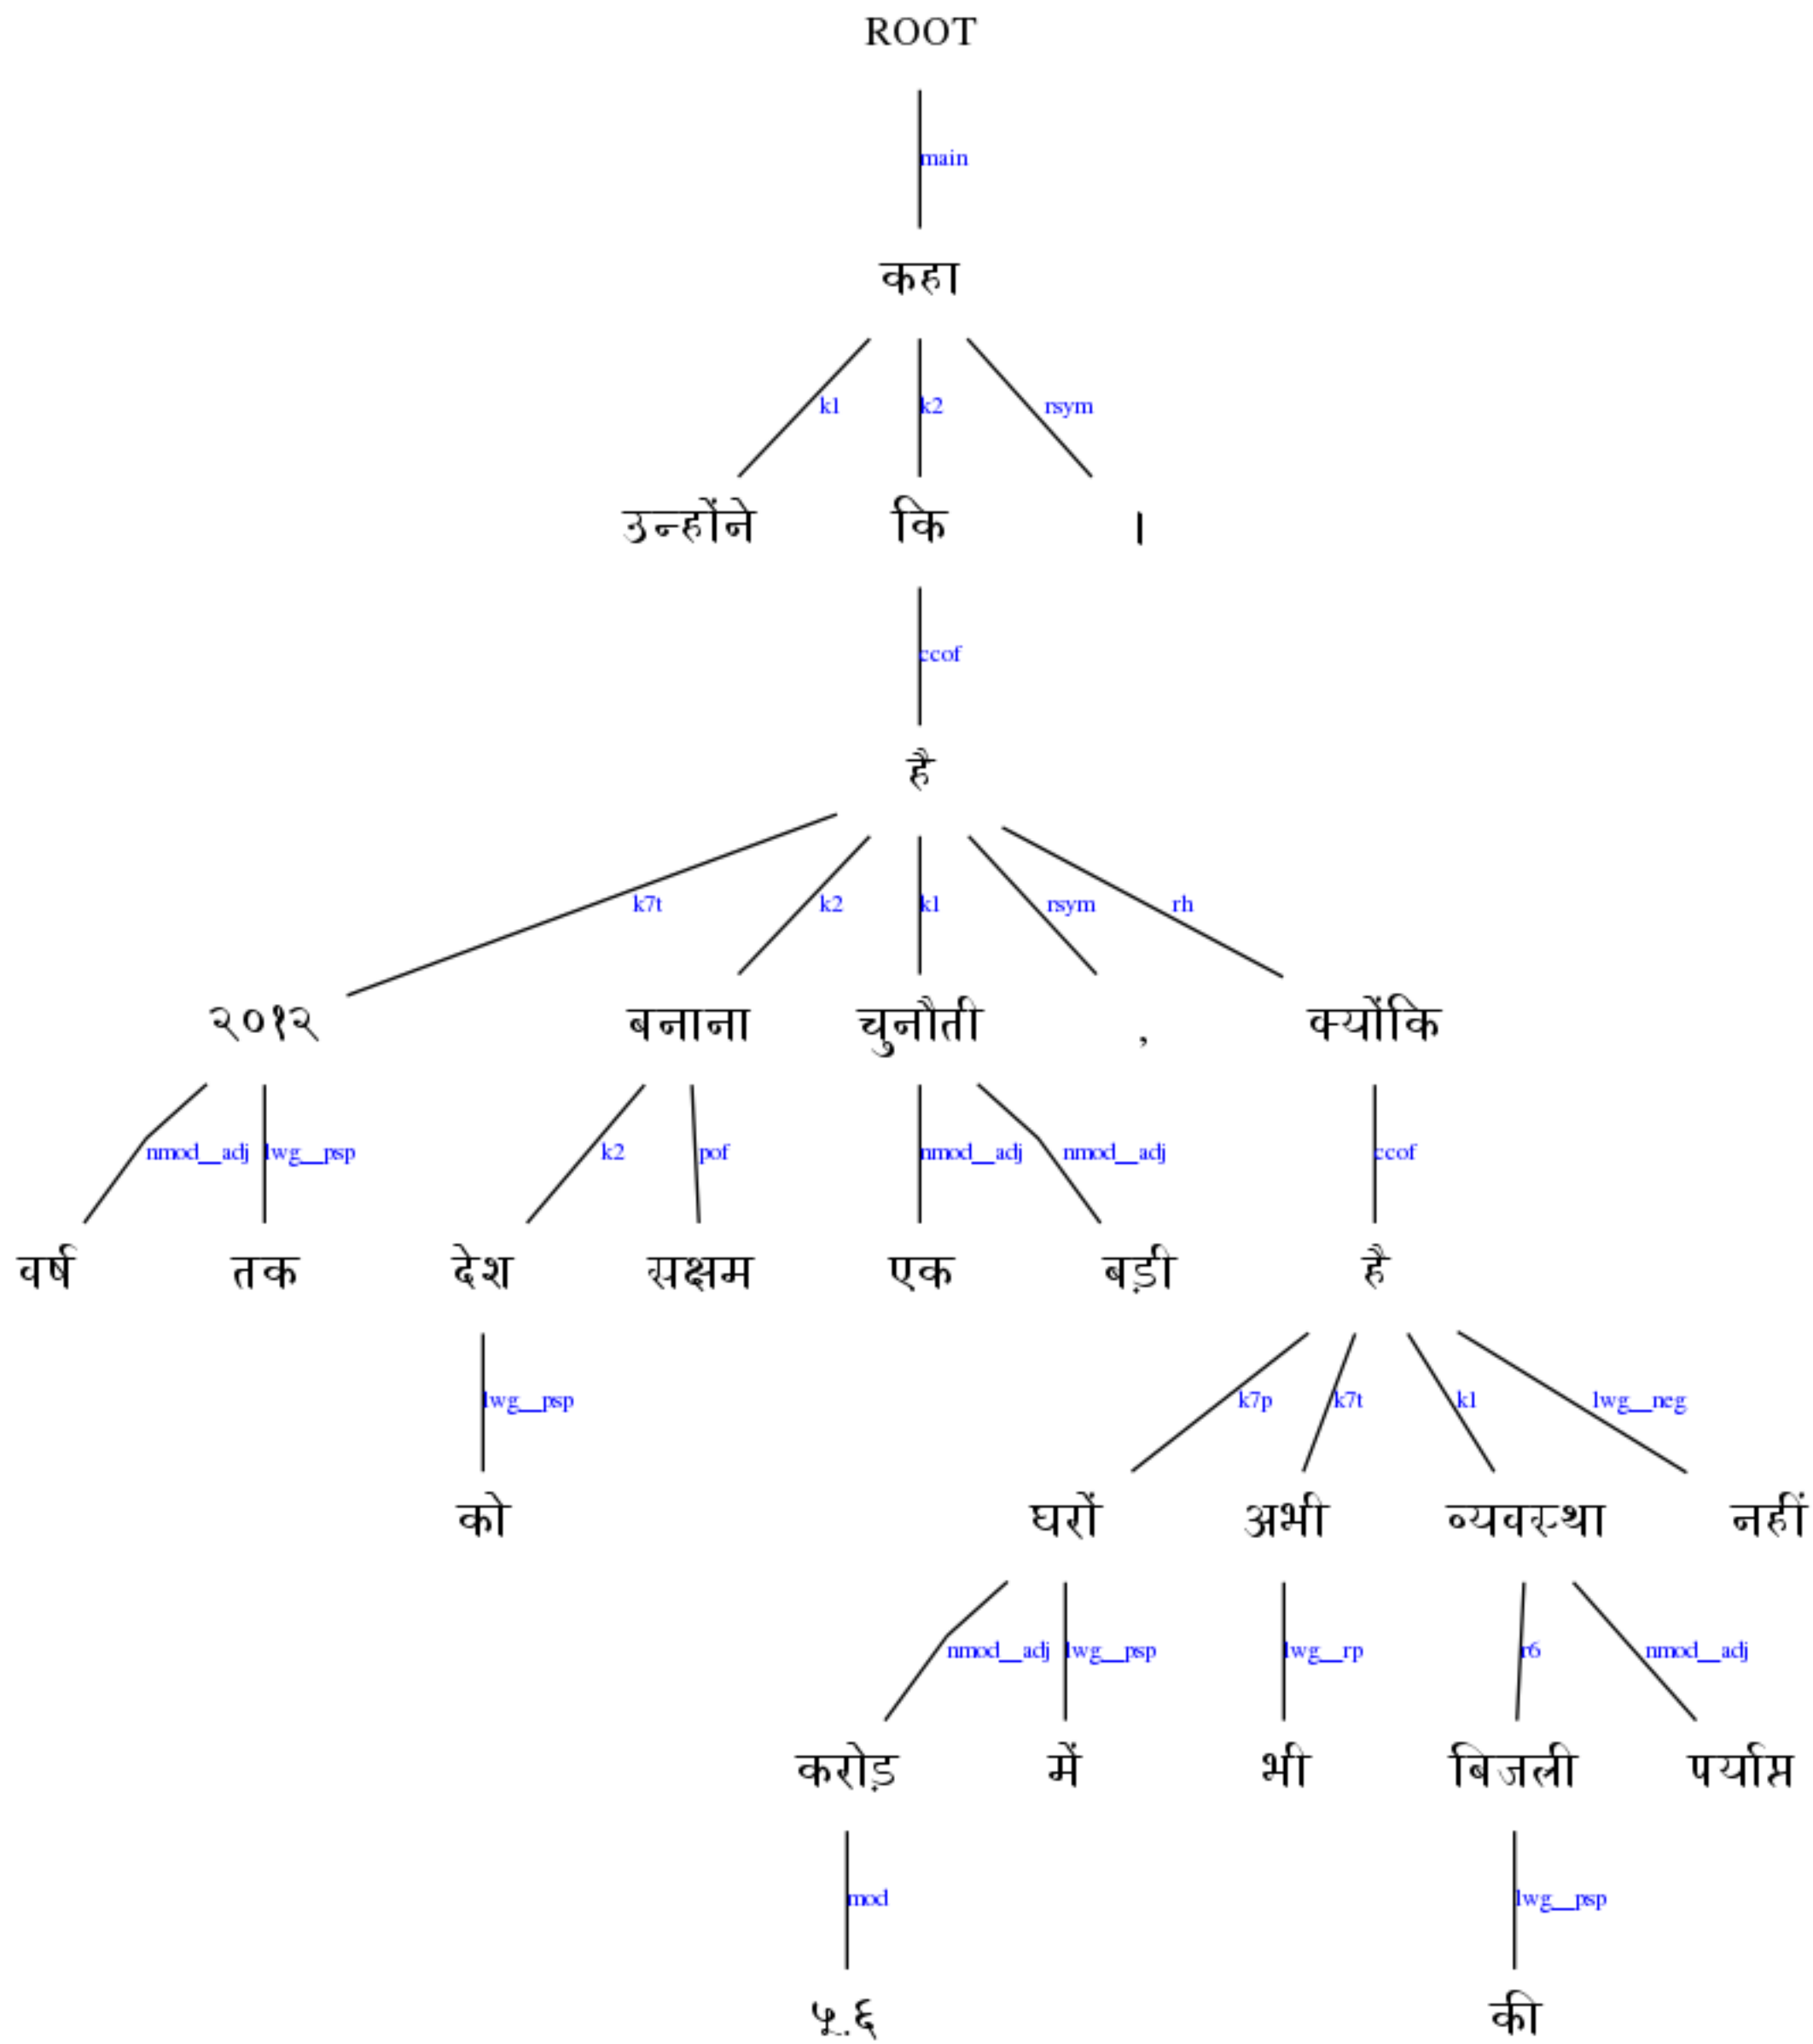 ROOT
main
कहा
k1 k2 rsym
उन्होंने कि ।
ccof
है
k7t k2 k1 rsym rh
२०१२ बनाना चुनौती , क्योंकि
nmod__adj lwg__psp k2 pof nmod__adj nmod__adj ccof
वर्ष तक देश सक्षम एक बड़ी है
lwg__psp k7p k7t k1 lwg__neg
को घरों अभी व्यवस्था नहीं
nmod__adj lwg__psp lwg__rp r6 nmod__adj
करोड़ में भी बिजली पर्याप्त
mod lwg__psp
५.६ की